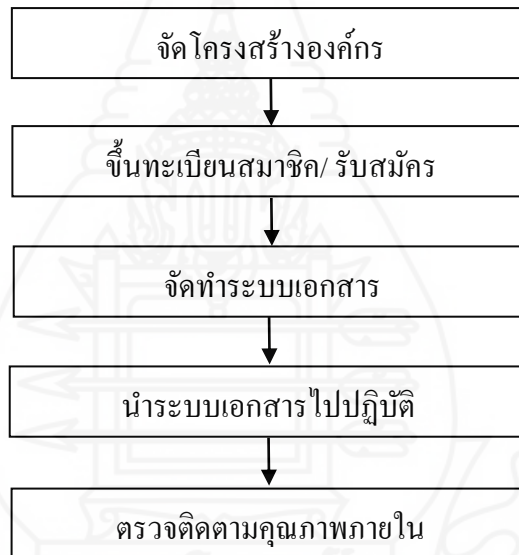 จัดโครงสร้างองค์กร
ขึ้นทะเบียนสมาชิก/ รับสมัคร
จัดทำระบบเอกสาร
นำระบบเอกสารไปปฏิบัติ
ตรวจติดตามคุณภาพภายใน